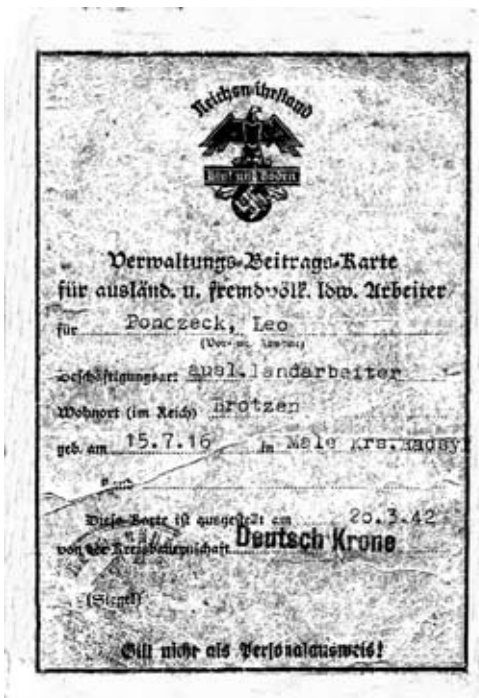 Reichsnährstand
Blut und Boden
Verwaltungs-Beitrags-Karte
für ausländ. u. fremdvölk. ldw. Arbeiter
für Ponczeck, Leo
(Vor- u. Zuname)
Beschäftigungsart ausl.landarbeiter
Wohnort (im Reich) Brotzen
geb. am 15.7.16 in Male Krs.
Diese Karte ist ausgestellt am 20.3.42
von der Kreisbauernschaft Deutsch Krone
(Siegel)
Gilt nicht als Personalausweis!